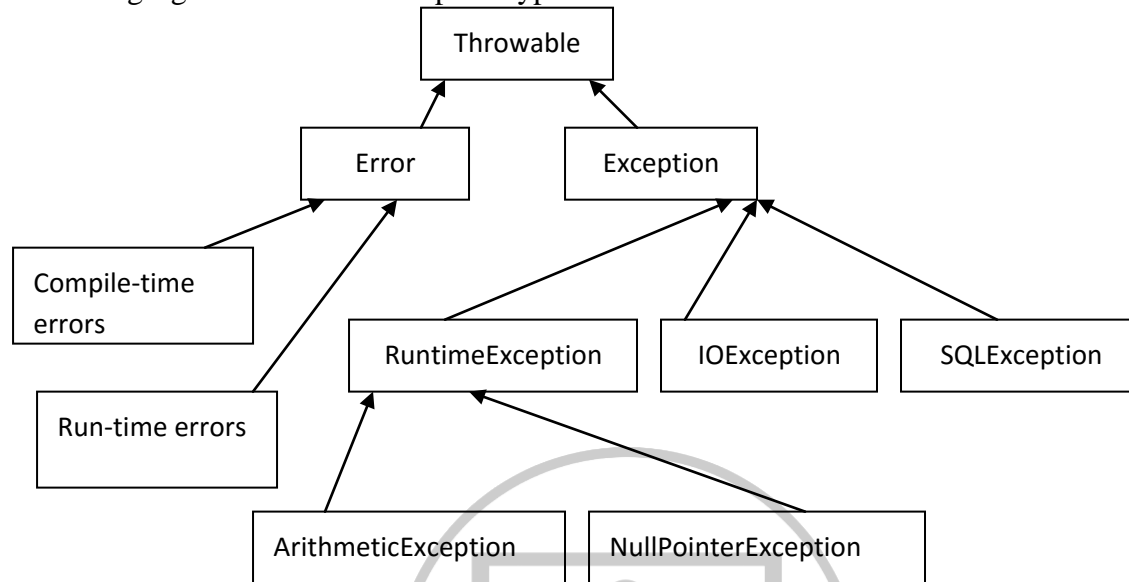 Throwable
Error
Exception
Compile-time
errors
RuntimeException
IOException
SQLException
Run-time errors
ArithmeticException
NullPointerException